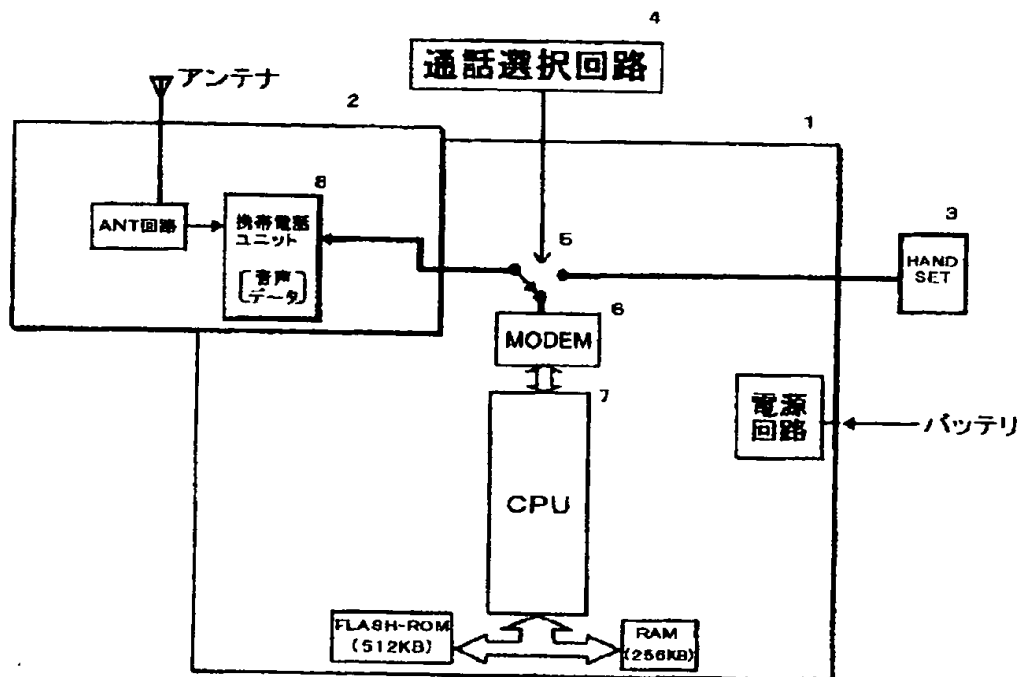 4
通話選択回路
アンテナ
2
1
8
ANT回路
携帯電話
ユニット
[音声
データ]
5
3
HAND
SET
6
MODEM
7
電源
回路
バッテリ
CPU
FLASH-ROM
(512KB)
RAM
(256KB)